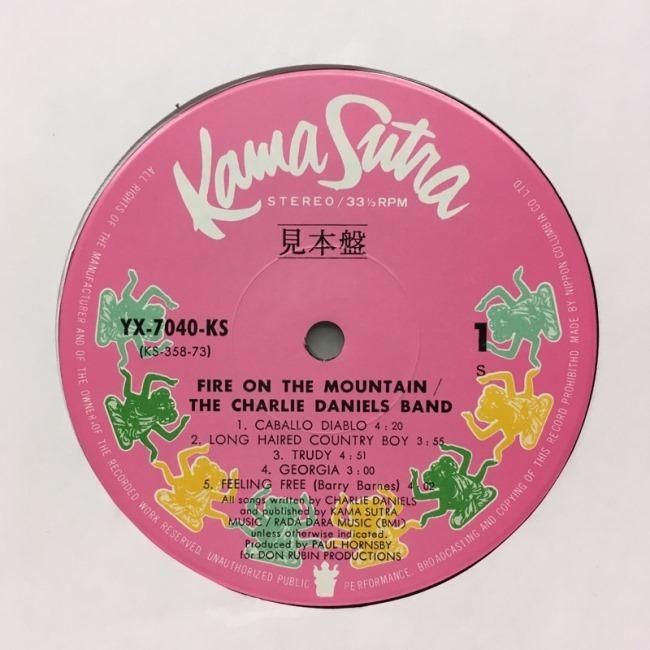 Kama Sutra
STEREO/33⅓RPM
見本盤
YX-7040-KS
(KS-358-73)
1
S
FIRE ON THE MOUNTAIN /
THE CHARLIE DANIELS BAND
1. CABALLO DIABLO 4:20
2. LONG HAIRED COUNTRY BOY 3:55
3. TRUDY 4:51
4. GEORGIA 3:00
5. FEELING FREE (Barry Barnes) 4:02
All songs written by CHARLIE DANIELS
and published by KAMA SUTRA
MUSIC / RADA DARA MUSIC (BMI)
unless otherwise indicated.
Produced by PAUL HORNSBY
for DON RUBIN PRODUCTIONS
ALL RIGHTS OF THE MANUFACTURER AND OF THE OWNER OF THE RECORDED WORK RESERVED. UNAUTHORIZED PUBLIC PERFORMANCE, BROADCASTING AND COPYING OF THIS RECORD PROHIBITHD MADE BY NIPPON COLUMBIA CO LTD